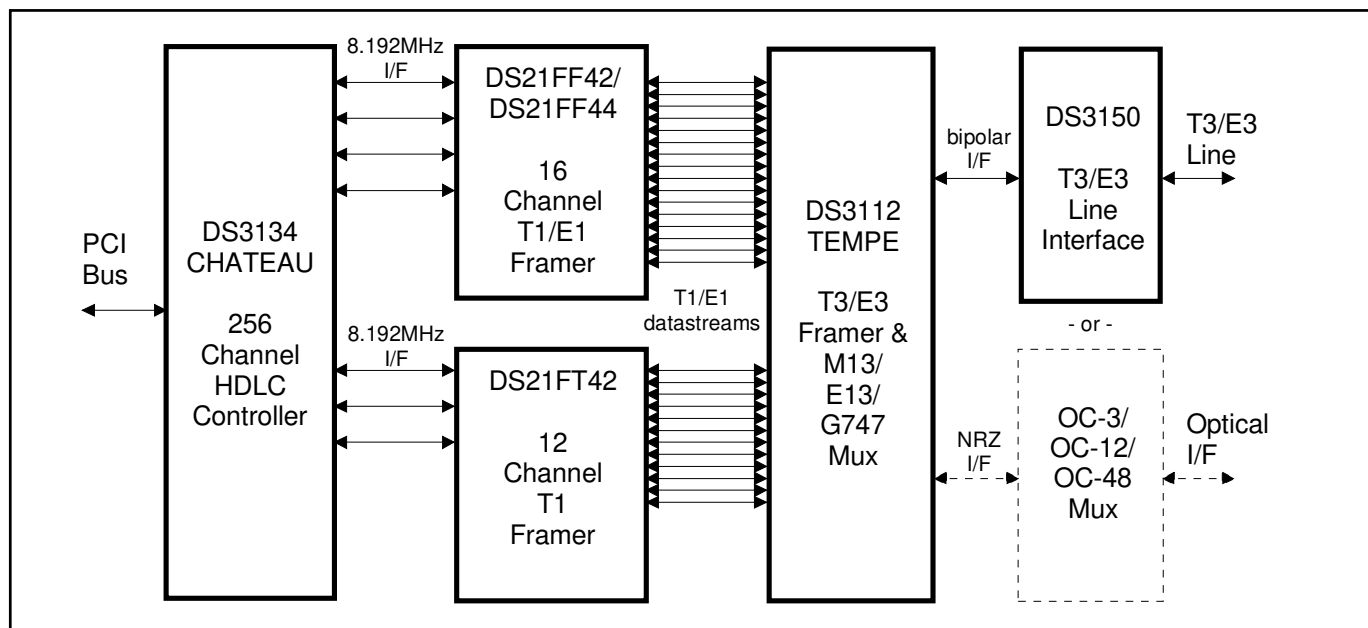 PCI
Bus
DS3134
CHATEAU
256
Channel
HDLC
Controller
8.192MHz
I/F
8.192MHz
I/F
DS21FF42/
DS21FF44
16
Channel
T1/E1
Framer
DS21FT42
12
Channel
T1
Framer
T1/E1
datastreams
DS3112
TEMPE
T3/E3
Framer &
M13/
E13/
G747
Mux
bipolar
I/F
NRZ
I/F
DS3150
T3/E3
Line
Interface
- or -
OC-3/
OC-12/
OC-48
Mux
T3/E3
Line
Optical
I/F